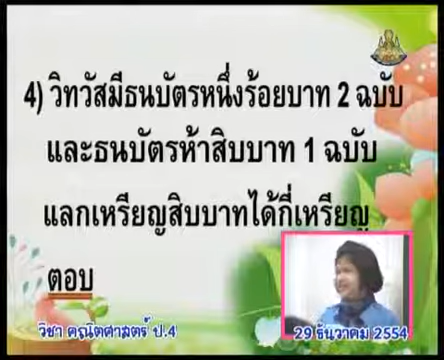 4) วิทวัสมีธนบัตรหนึ่งร้อยบาท 2 ฉบับ
และธนบัตรห้าสิบบาท 1 ฉบับ
แลกเหรียญสิบบาทได้กี่เหรียญ
ตอบ
วิชา คณิตศาสตร์ ป.4
29 ธันวาคม 2554